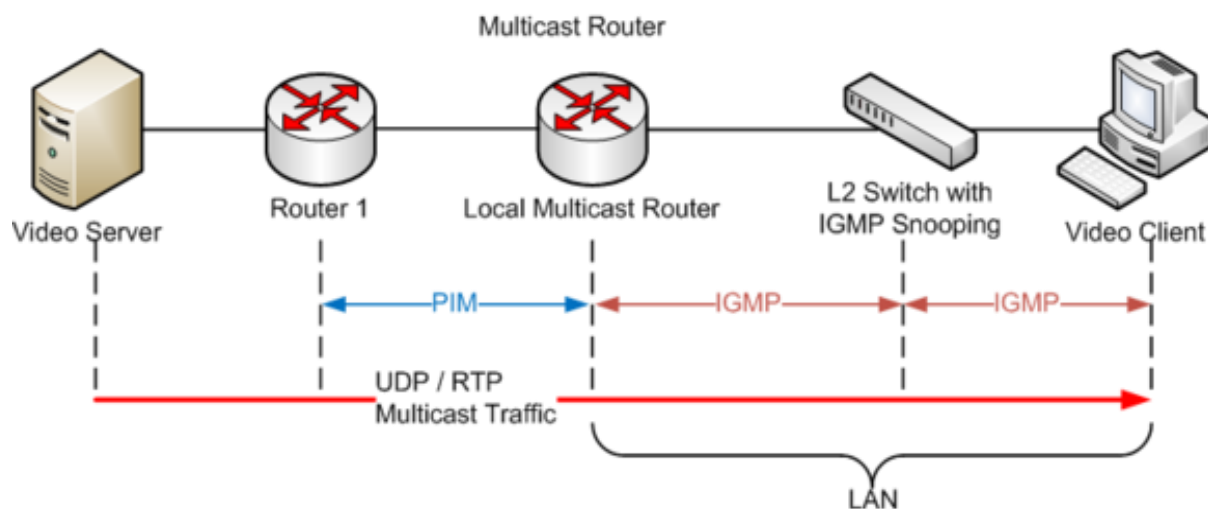 Multicast Router
Video Server
Router 1
Local Multicast Router
L2 Switch with
IGMP Snooping
Video Client
PIM
IGMP
IGMP
UDP / RTP
Multicast Traffic
LAN